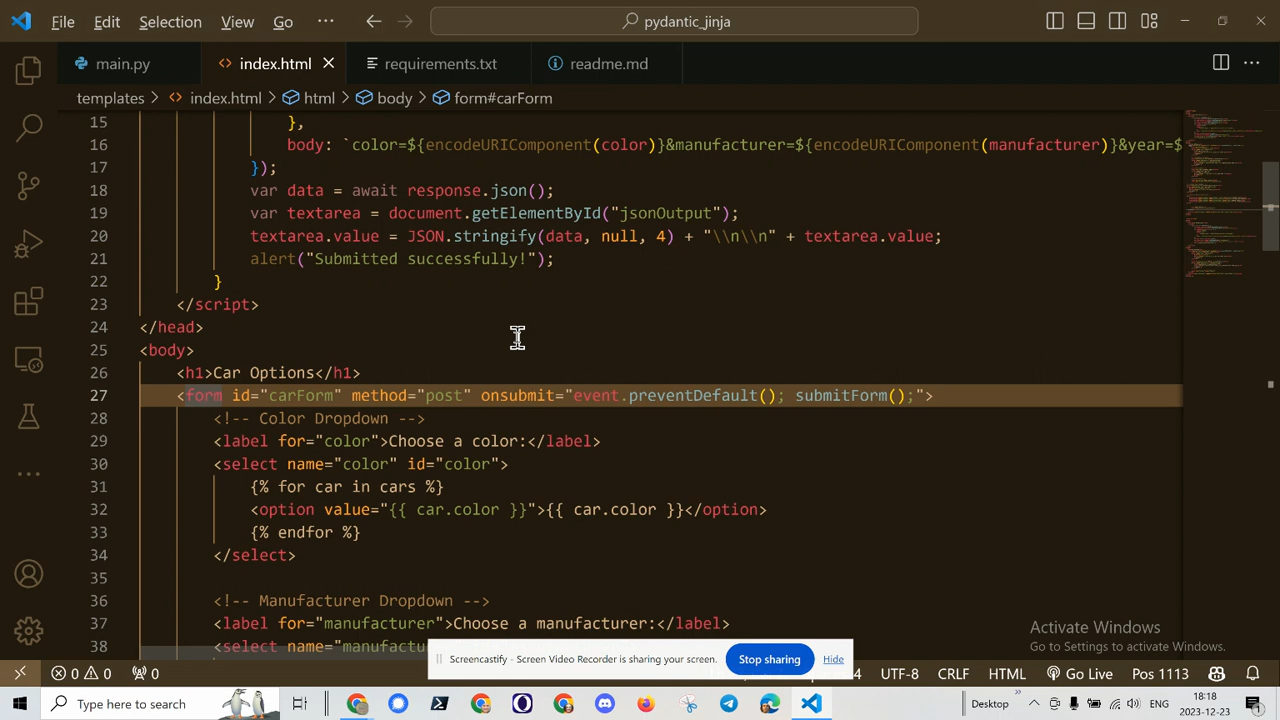 File Edit Selection View Go ··· pydantic_jinja
main.py index.html requirements.txt readme.md
templates > index.html > html > body > form#carForm
15 },
16 body: `color=${encodeURIComponent(color)}&manufacturer=${encodeURIComponent(manufacturer)}&year=$
17 });
18 var data = await response.json();
19 var textarea = document.getElementById("jsonOutput");
20 textarea.value = JSON.stringify(data, null, 4) + "\\n\\n" + textarea.value;
21 alert("Submitted successfully!");
22 }
23 </script>
24 </head>
25 <body>
26 <h1>Car Options</h1>
27 <form id="carForm" method="post" onsubmit="event.preventDefault(); submitForm();">
28 <!-- Color Dropdown -->
29 <label for="color">Choose a color:</label>
30 <select name="color" id="color">
31 {% for car in cars %}
32 <option value="{{ car.color }}">{{ car.color }}</option>
33 {% endfor %}
34 </select>
35
36 <!-- Manufacturer Dropdown -->
37 <label for="manufacturer">Choose a manufacturer:</label>
38 <select name="manufactu
Activate Windows
Go to Settings to activate Windows.
Screencastify - Screen Video Recorder is sharing your screen. Stop sharing Hide
0 0 0 4 UTF-8 CRLF HTML Go Live Pos 1113
Type here to search Desktop ENG 18:18
2023-12-23